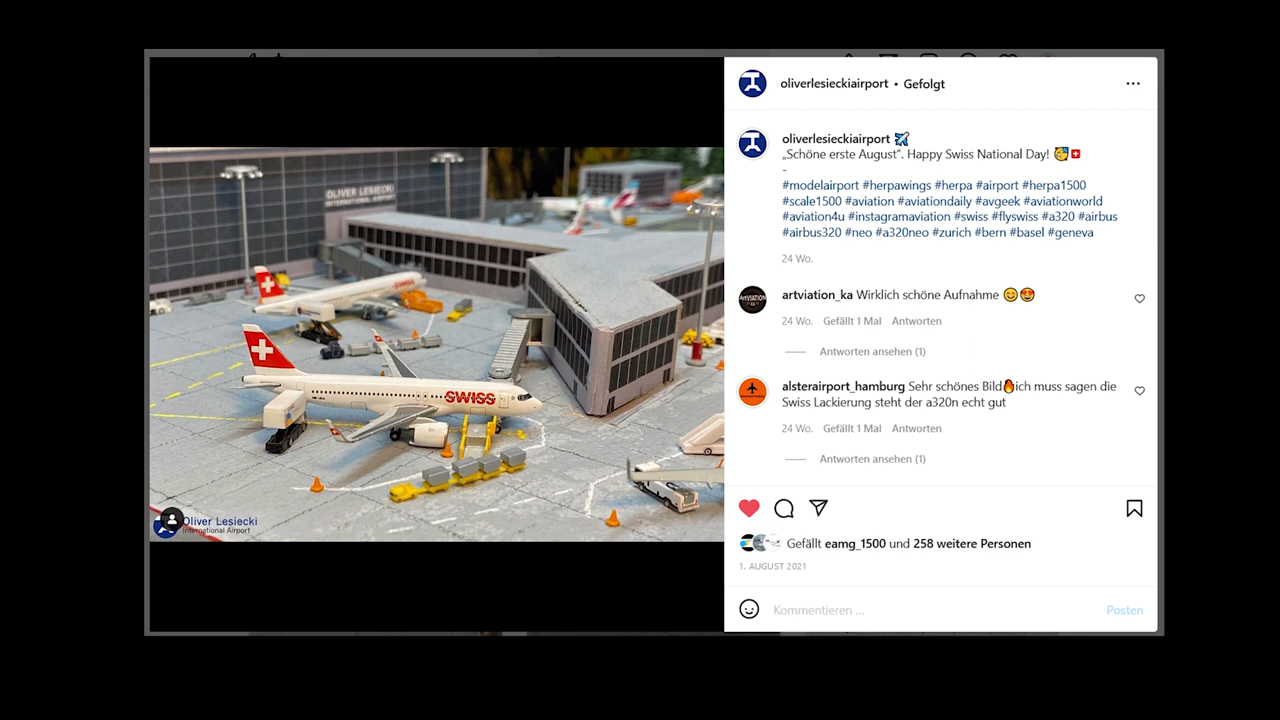 oliverlesieckiairport • Gefolgt
oliverlesieckiairport
„Schöne erste August“. Happy Swiss National Day!
-
#modelairport #herpawings #herpa #airport #herpa1500
#scale1500 #aviation #aviationdaily #avgeek #aviationworld
#aviation4u #instagramaviation #swiss #flyswiss #a320 #airbus
#airbus320 #neo #a320neo #zurich #bern #basel #geneva
24 Wo.
artviation_ka Wirklich schöne Aufnahme
24 Wo. Gefällt 1 Mal Antworten
Antworten ansehen (1)
alsterairport_hamburg Sehr schönes Bild ich muss sagen die
Swiss Lackierung steht der a320n echt gut
24 Wo. Gefällt 1 Mal Antworten
Antworten ansehen (1)
Gefällt eamg_1500 und 258 weitere Personen
1. AUGUST 2021
Kommentieren ...
Posten
OLIVER LESIECKI
INTERNATIONAL AIRPORT
SWISS
Oliver Lesiecki
International Airport